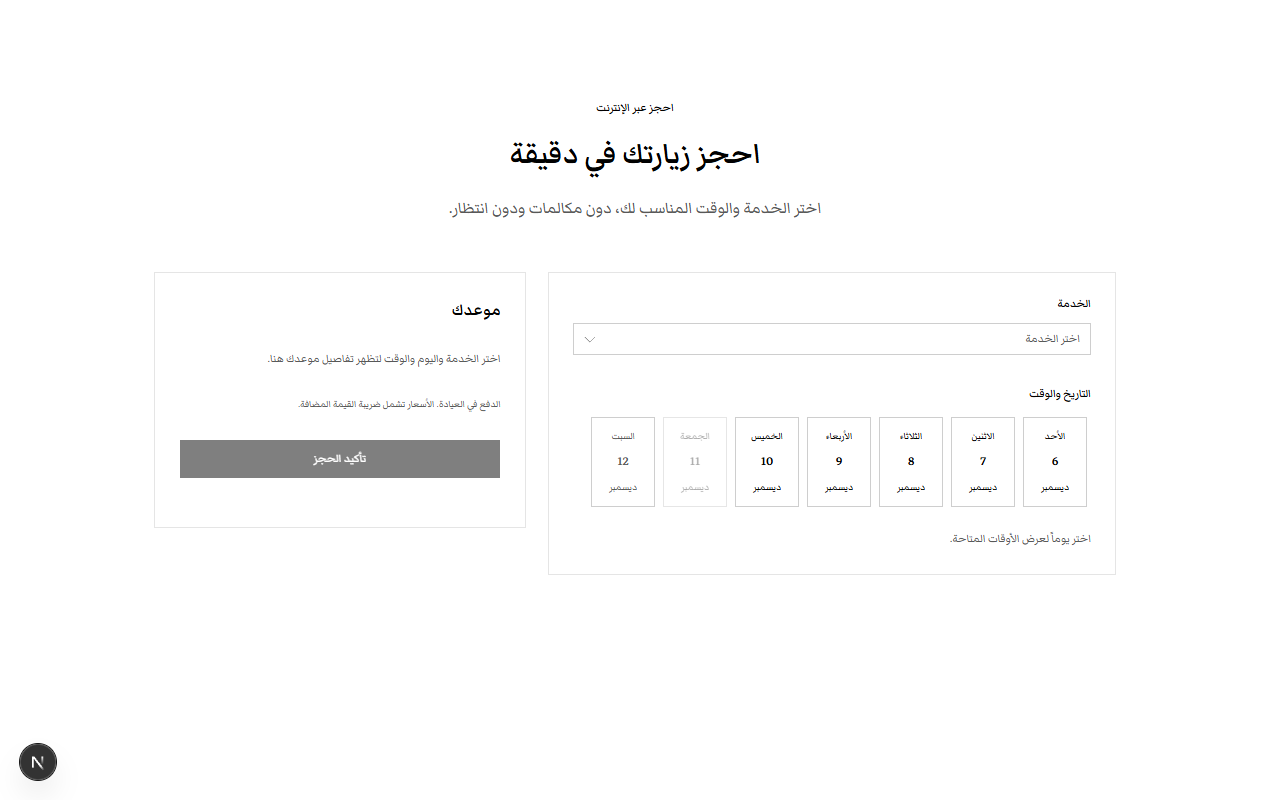 احجز عبر الإنترنت
احجز زيارتك في دقيقة
اختر الخدمة والوقت المناسب لك، دون مكالمات ودون انتظار.
الخدمة
اختر الخدمة
التاريخ والوقت
الأحد
6
ديسمبر
الاثنين
7
ديسمبر
الثلاثاء
8
ديسمبر
الأربعاء
9
ديسمبر
الخميس
10
ديسمبر
الجمعة
11
ديسمبر
السبت
12
ديسمبر
اختر يوماً لعرض الأوقات المتاحة.
موعدك
اختر الخدمة واليوم والوقت لتظهر تفاصيل موعدك هنا.
الدفع في العيادة. الأسعار تشمل ضريبة القيمة المضافة.
تأكيد الحجز
N